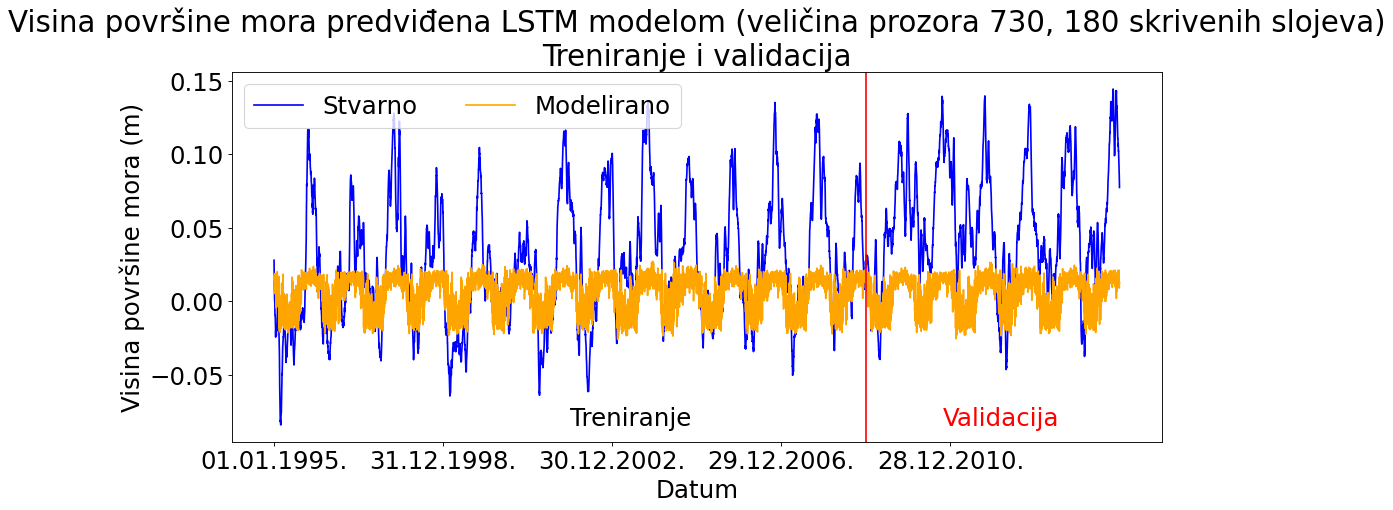 Visina površine mora predviđena LSTM modelom (veličina prozora 730, 180 skrivenih slojeva)
Treniranje i validacija
Stvarno
Modelirano
Visina površine mora (m)
0.15
0.10
0.05
0.00
−0.05
Treniranje
Validacija
01.01.1995.
31.12.1998.
30.12.2002.
29.12.2006.
28.12.2010.
Datum